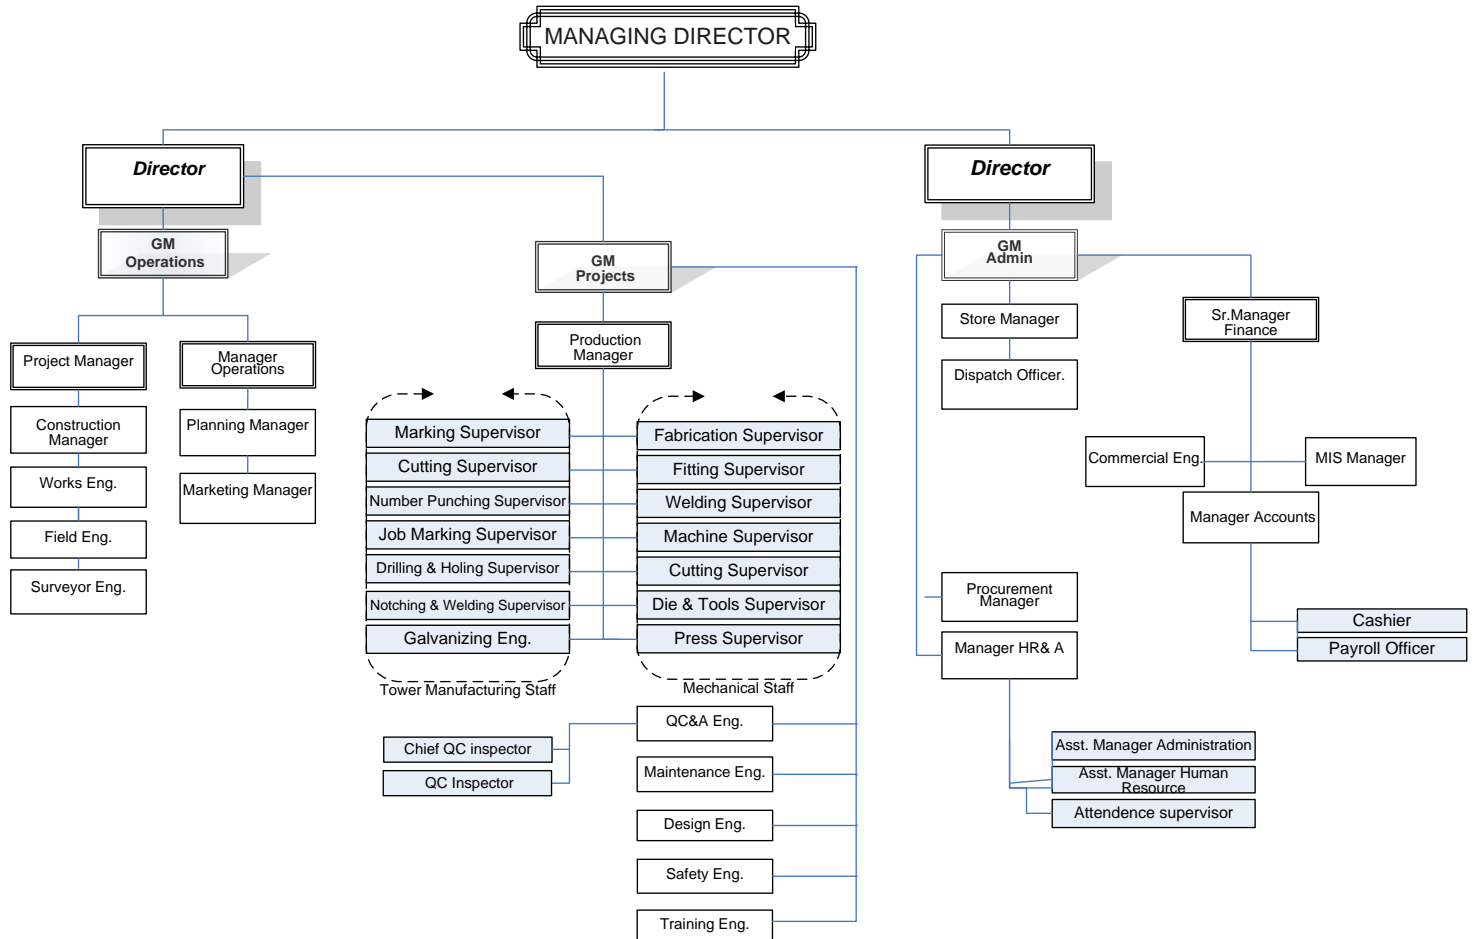 MANAGING DIRECTOR
Director
Director
GM
Operations
GM
Projects
GM
Admin
Store Manager
Sr.Manager
Finance
Project Manager
Manager
Operations
Production
Manager
Dispatch Officer.
Construction
Manager
Planning Manager
Works Eng.
Marketing Manager
Field Eng.
Surveyor Eng.
Marking Supervisor
Cutting Supervisor
Number Punching Supervisor
Job Marking Supervisor
Drilling & Holing Supervisor
Notching & Welding Supervisor
Galvanizing Eng.
Tower Manufacturing Staff
Fabrication Supervisor
Fitting Supervisor
Welding Supervisor
Machine Supervisor
Cutting Supervisor
Die & Tools Supervisor
Press Supervisor
Mechanical Staff
Commercial Eng.
MIS Manager
Manager Accounts
Procurement
Manager
Manager HR& A
Cashier
Payroll Officer
QC&A Eng.
Chief QC inspector
QC Inspector
Maintenance Eng.
Design Eng.
Safety Eng.
Training Eng.
Asst. Manager Administration
Asst. Manager Human
Resource
Attendence supervisor